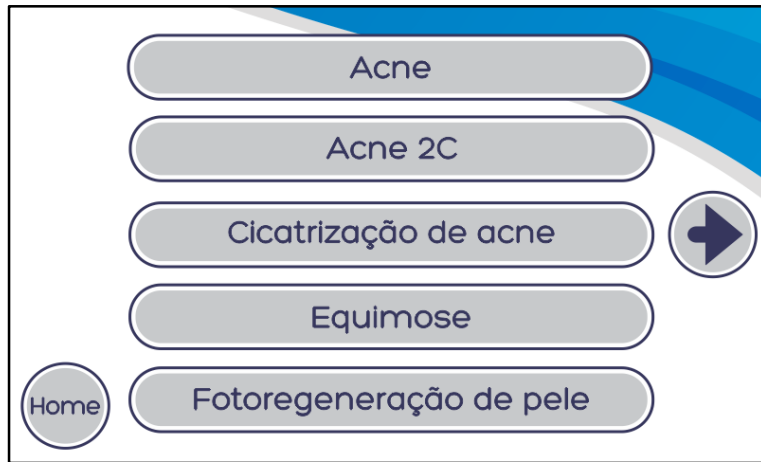 Acne
Acne 2C
Cicatrização de acne
Equimose
Fotoregeneração de pele
Home